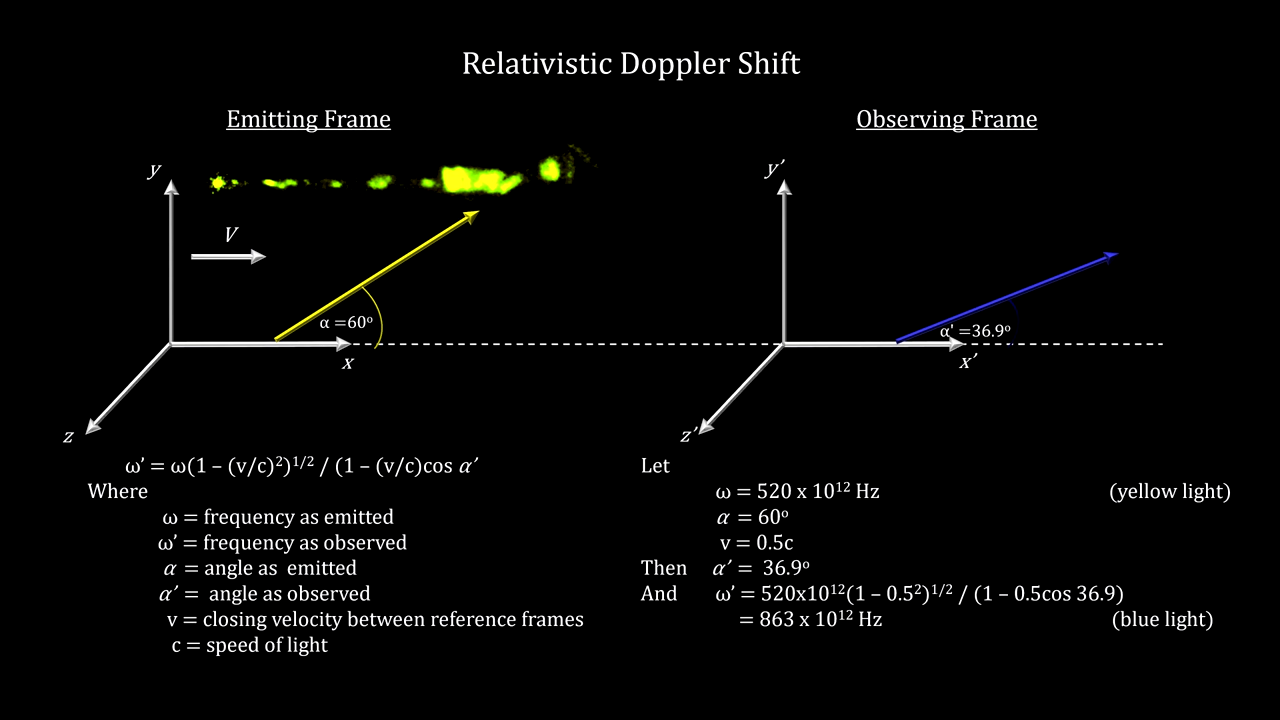 Relativistic Doppler Shift
Emitting Frame
Observing Frame
y
V
α =60º
x
z
y’
α' =36.9º
x’
z’
ω’ = ω(1 – (v/c)²)¹/² / (1 – (v/c)cos α’
Where
ω = frequency as emitted
ω’ = frequency as observed
α = angle as emitted
α’ = angle as observed
v = closing velocity between reference frames
c = speed of light
Let
ω = 520 x 10¹² Hz (yellow light)
α = 60º
v = 0.5c
Then α’ = 36.9º
And ω’ = 520x10¹²(1 – 0.5²)¹/² / (1 – 0.5cos 36.9)
= 863 x 10¹² Hz (blue light)